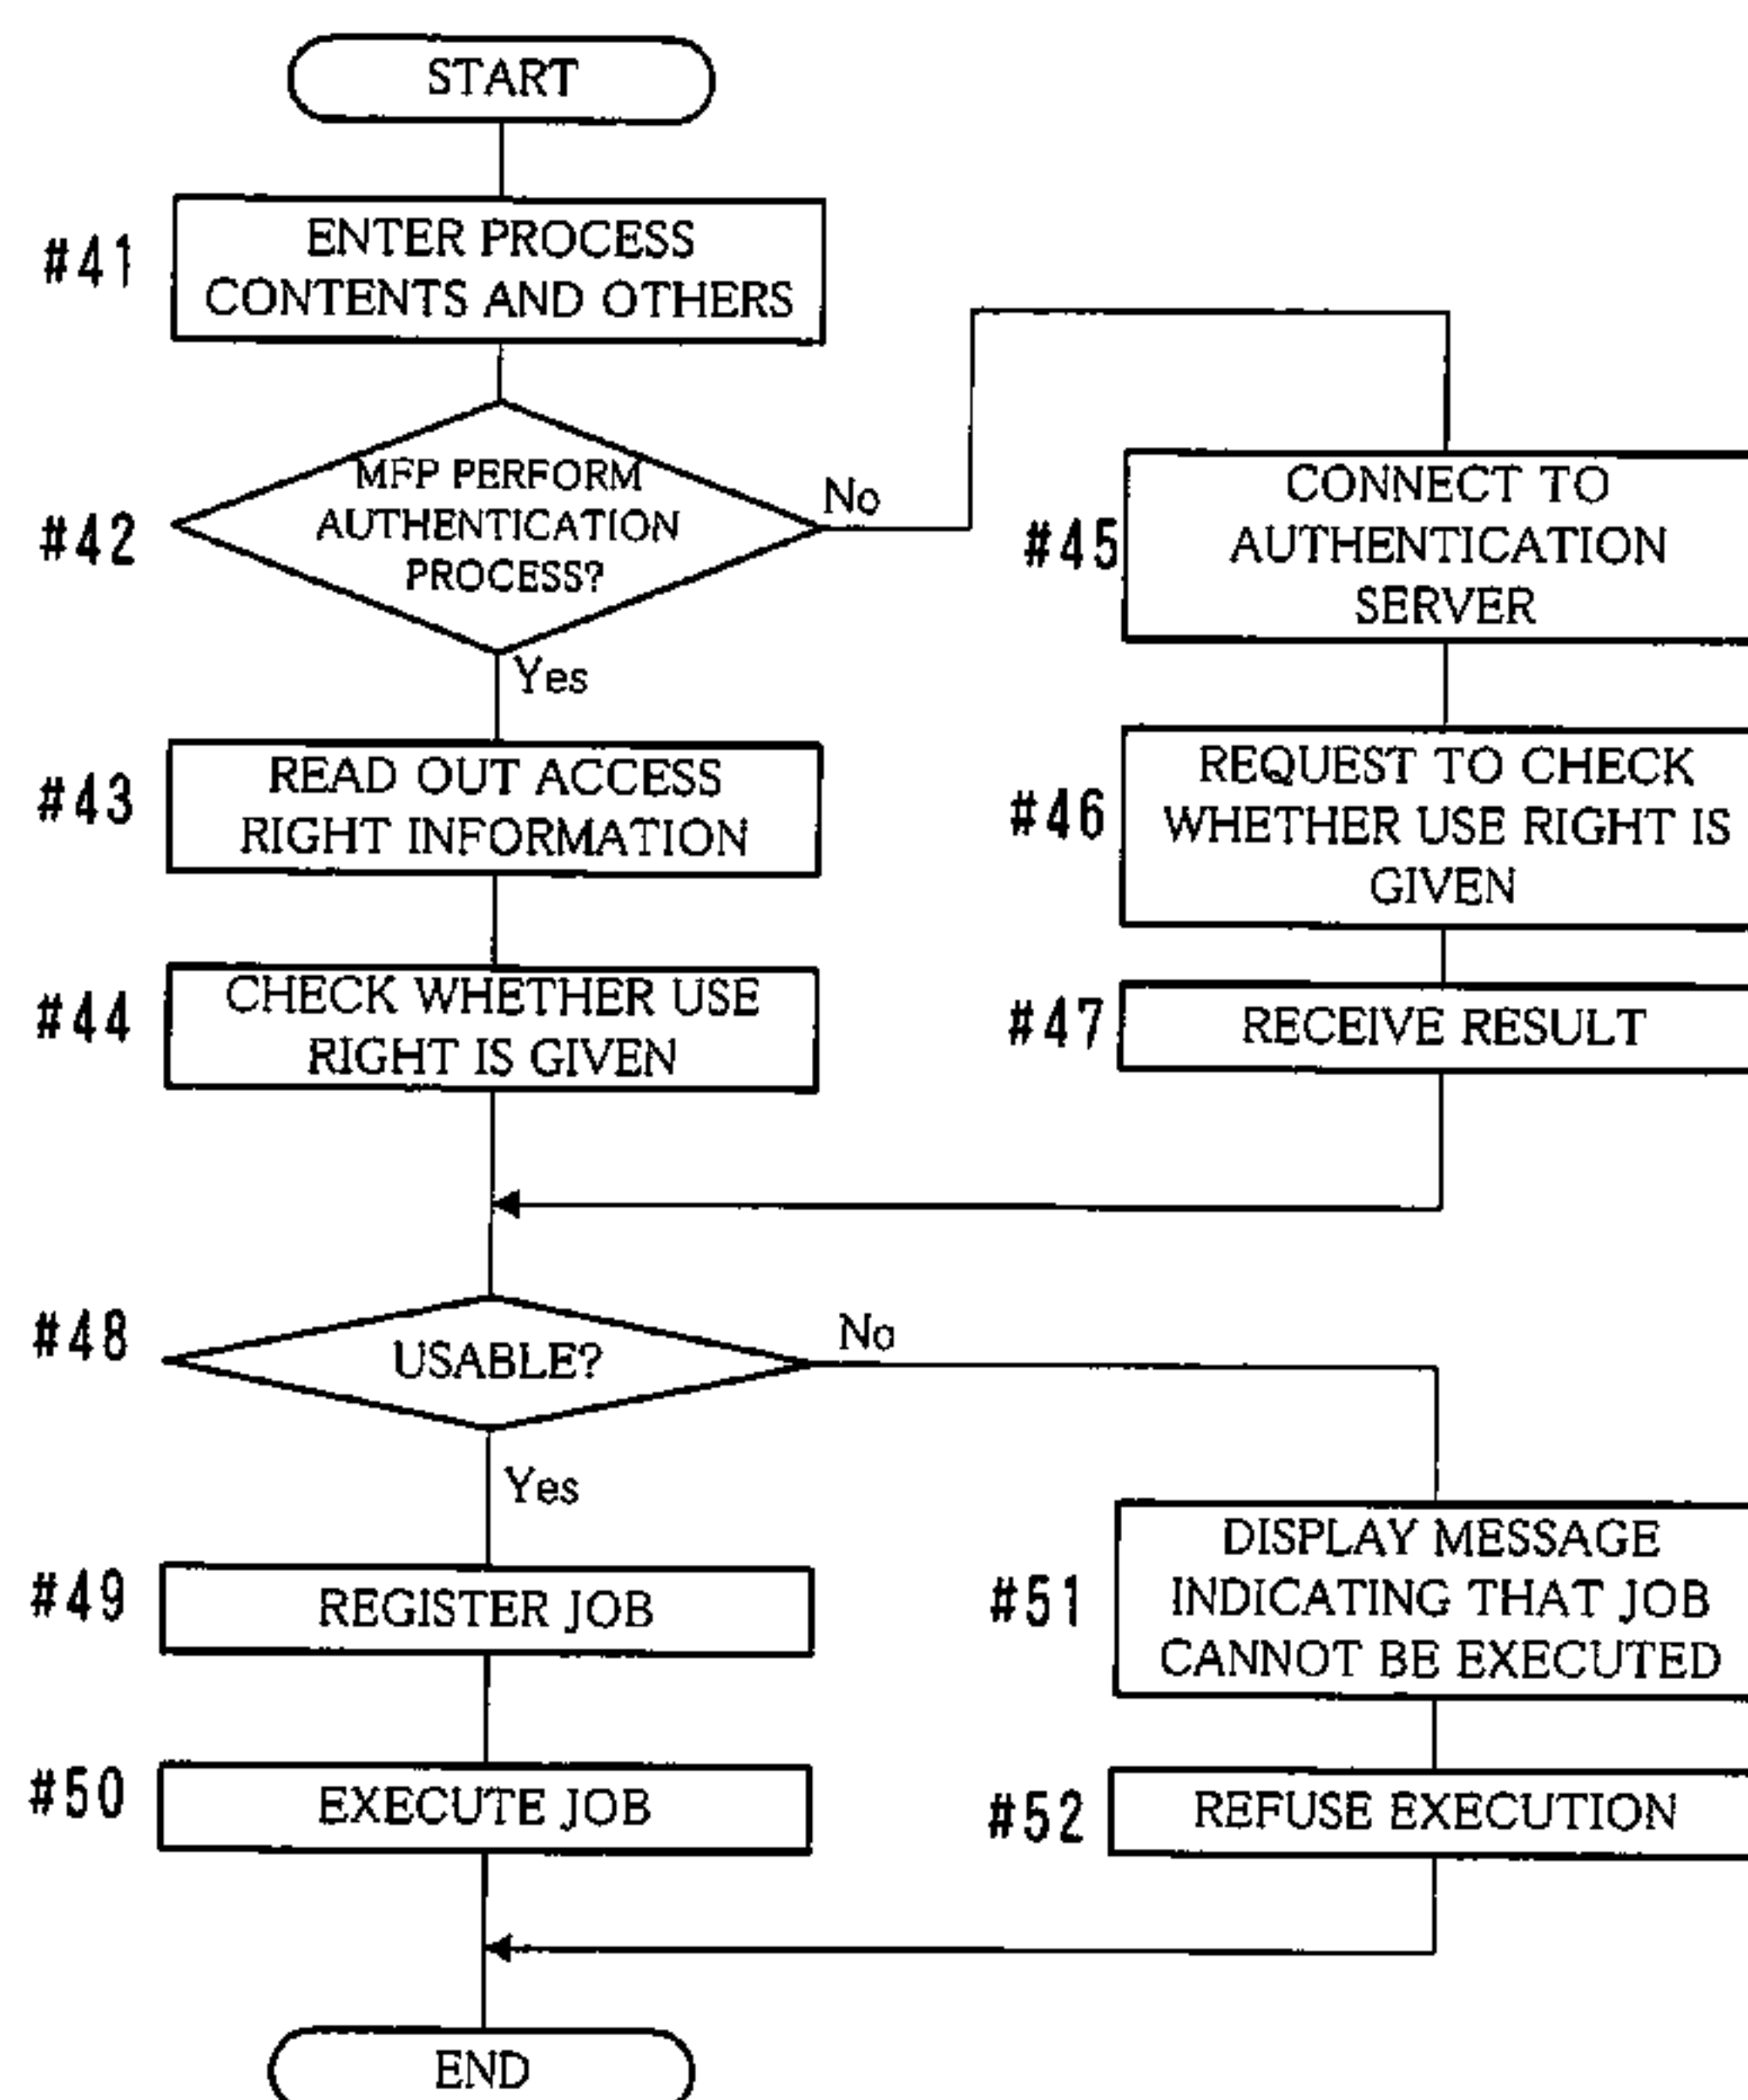 START
#41
ENTER PROCESS
CONTENTS AND OTHERS
#42
MFP PERFORM
AUTHENTICATION
PROCESS?
No
Yes
#43
READ OUT ACCESS
RIGHT INFORMATION
#44
CHECK WHETHER USE
RIGHT IS GIVEN
#45
CONNECT TO
AUTHENTICATION
SERVER
#46
REQUEST TO CHECK
WHETHER USE RIGHT IS
GIVEN
#47
RECEIVE RESULT
#48
USABLE?
No
Yes
#49
REGISTER JOB
#50
EXECUTE JOB
#51
DISPLAY MESSAGE
INDICATING THAT JOB
CANNOT BE EXECUTED
#52
REFUSE EXECUTION
END